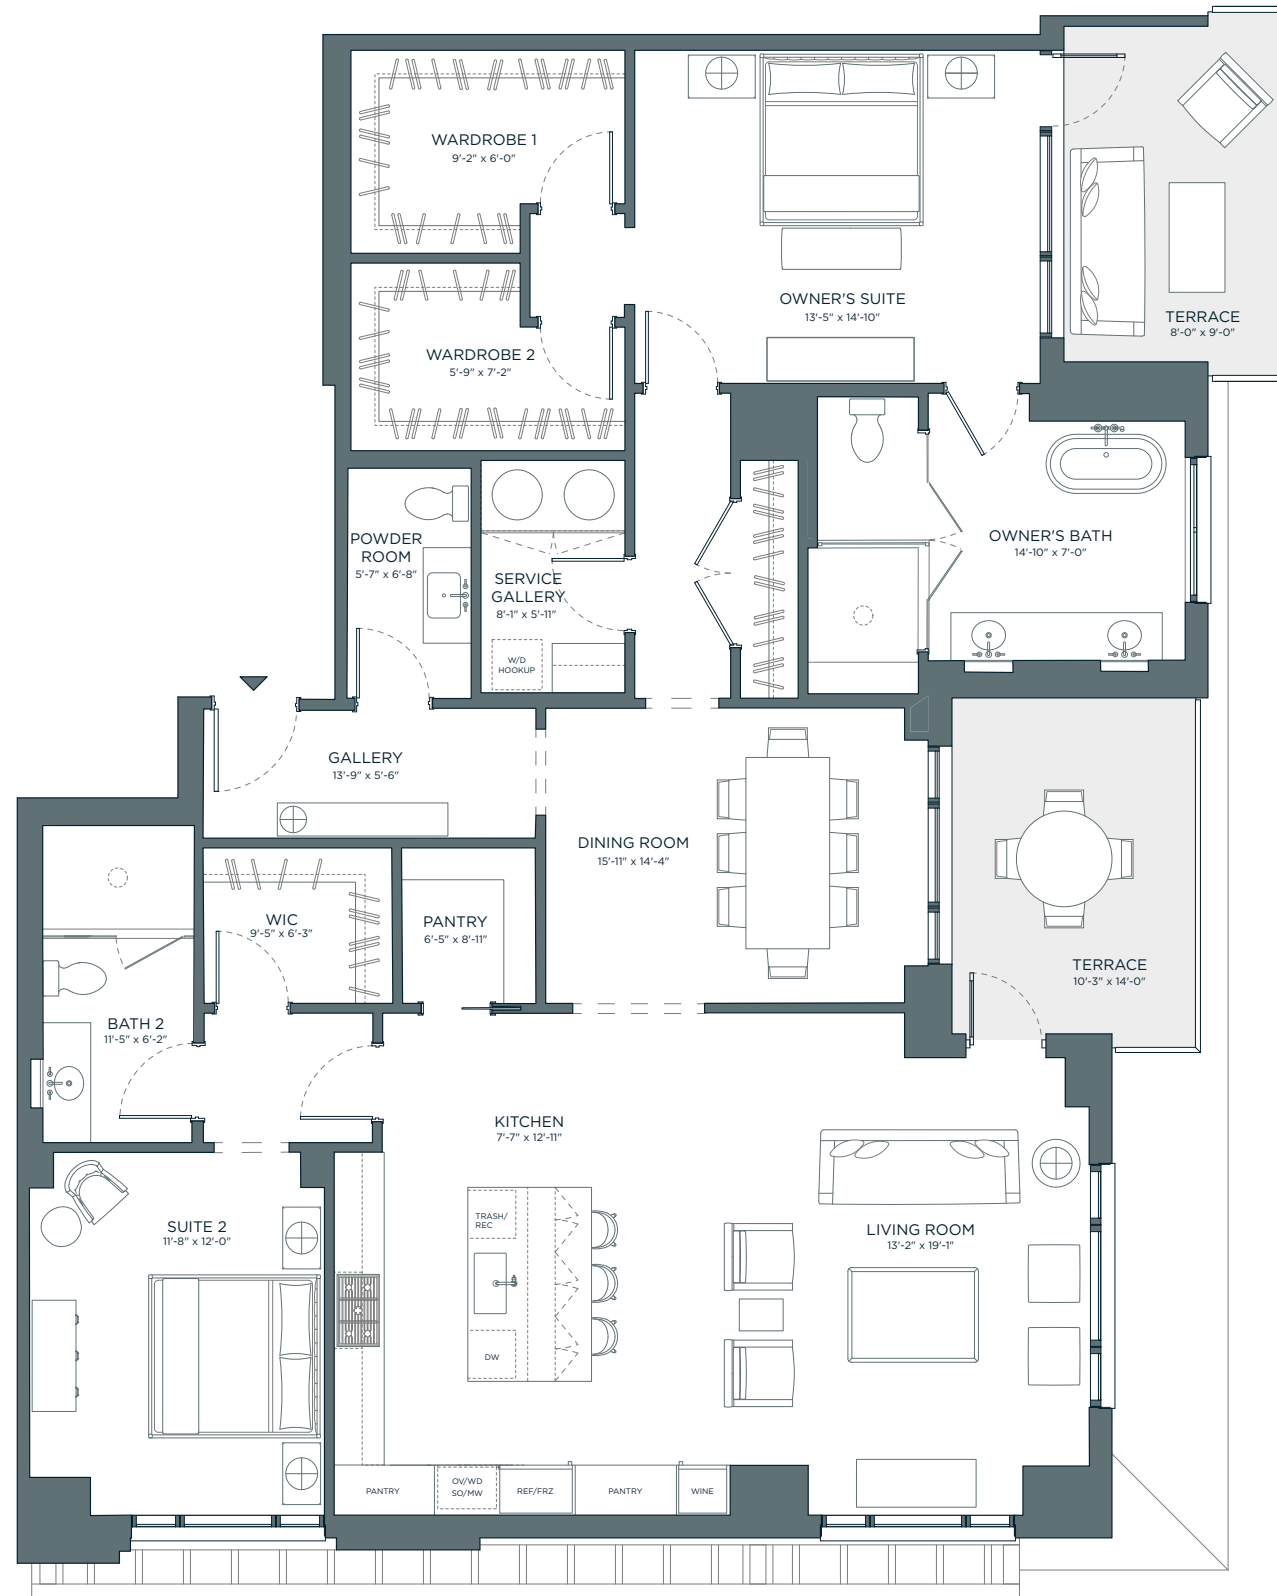 WARDROBE 1
9'-2" x 6'-0"
OWNER'S SUITE
13'-5" x 14'-10"
TERRACE
8'-0" x 9'-0"
WARDROBE 2
5'-9" x 7'-2"
POWDER
ROOM
5'-7" x 6'-8"
SERVICE
GALLERY
8'-1" x 5'-11"
W/D
HOOKUP
OWNER'S BATH
14'-10" x 7'-0"
GALLERY
13'-9" x 5'-6"
DINING ROOM
15'-11" x 14'-4"
WIC
9'-5" x 6'-3"
PANTRY
6'-5" x 8'-11"
TERRACE
10'-3" x 14'-0"
BATH 2
11'-5" x 6'-2"
KITCHEN
7'-7" x 12'-11"
SUITE 2
11'-8" x 12'-0"
TRASH/
REC
LIVING ROOM
13'-2" x 19'-1"
DW
PANTRY
OV/WD
SO/MW
REF/FRZ
PANTRY
WINE